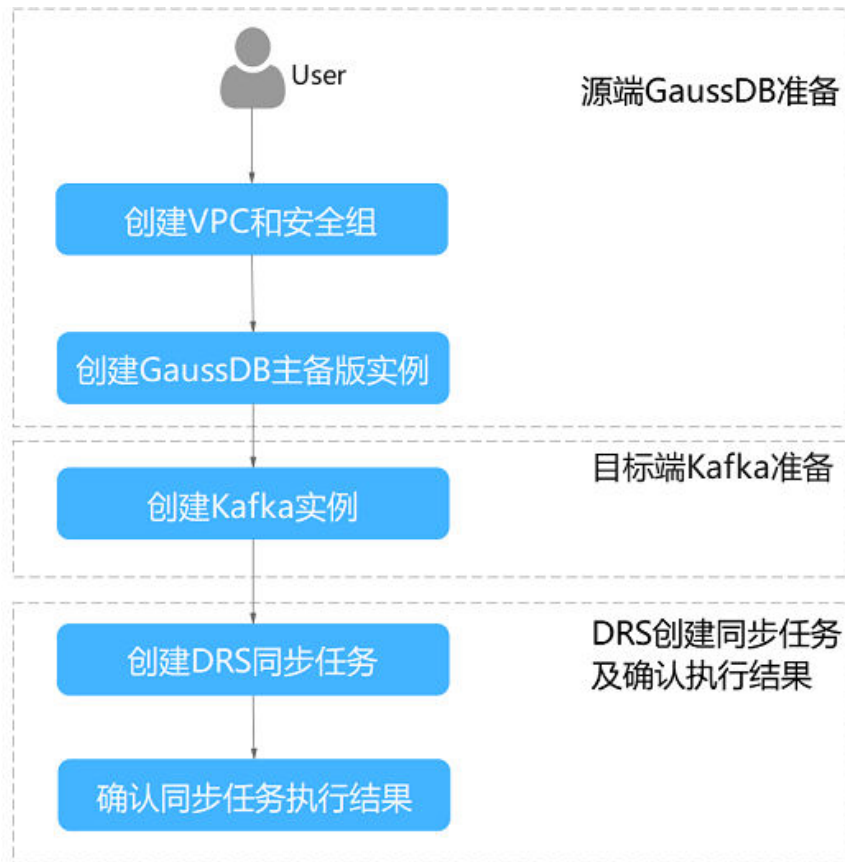 User
源端GaussDB准备
创建VPC和安全组
创建GaussDB主备版实例
目标端Kafka准备
创建Kafka实例
DRS创建同步任务
及确认执行结果
创建DRS同步任务
确认同步任务执行结果